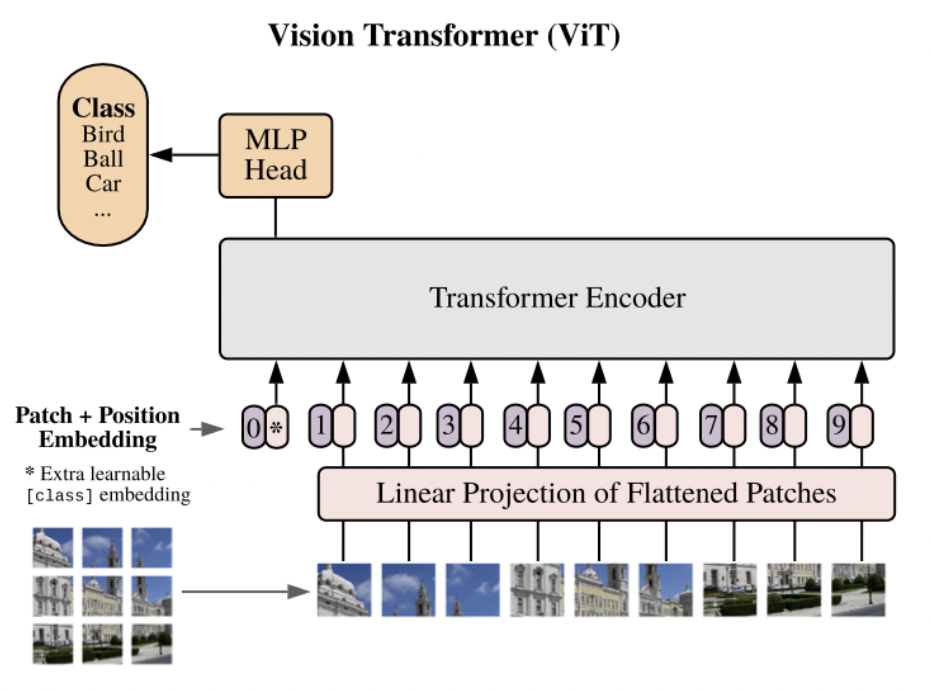 Vision Transformer (ViT)
Class
Bird
Ball
Car
...
MLP
Head
Transformer Encoder
Patch + Position
Embedding
0 * 1 2 3 4 5 6 7 8 9
* Extra learnable
[class] embedding
Linear Projection of Flattened Patches